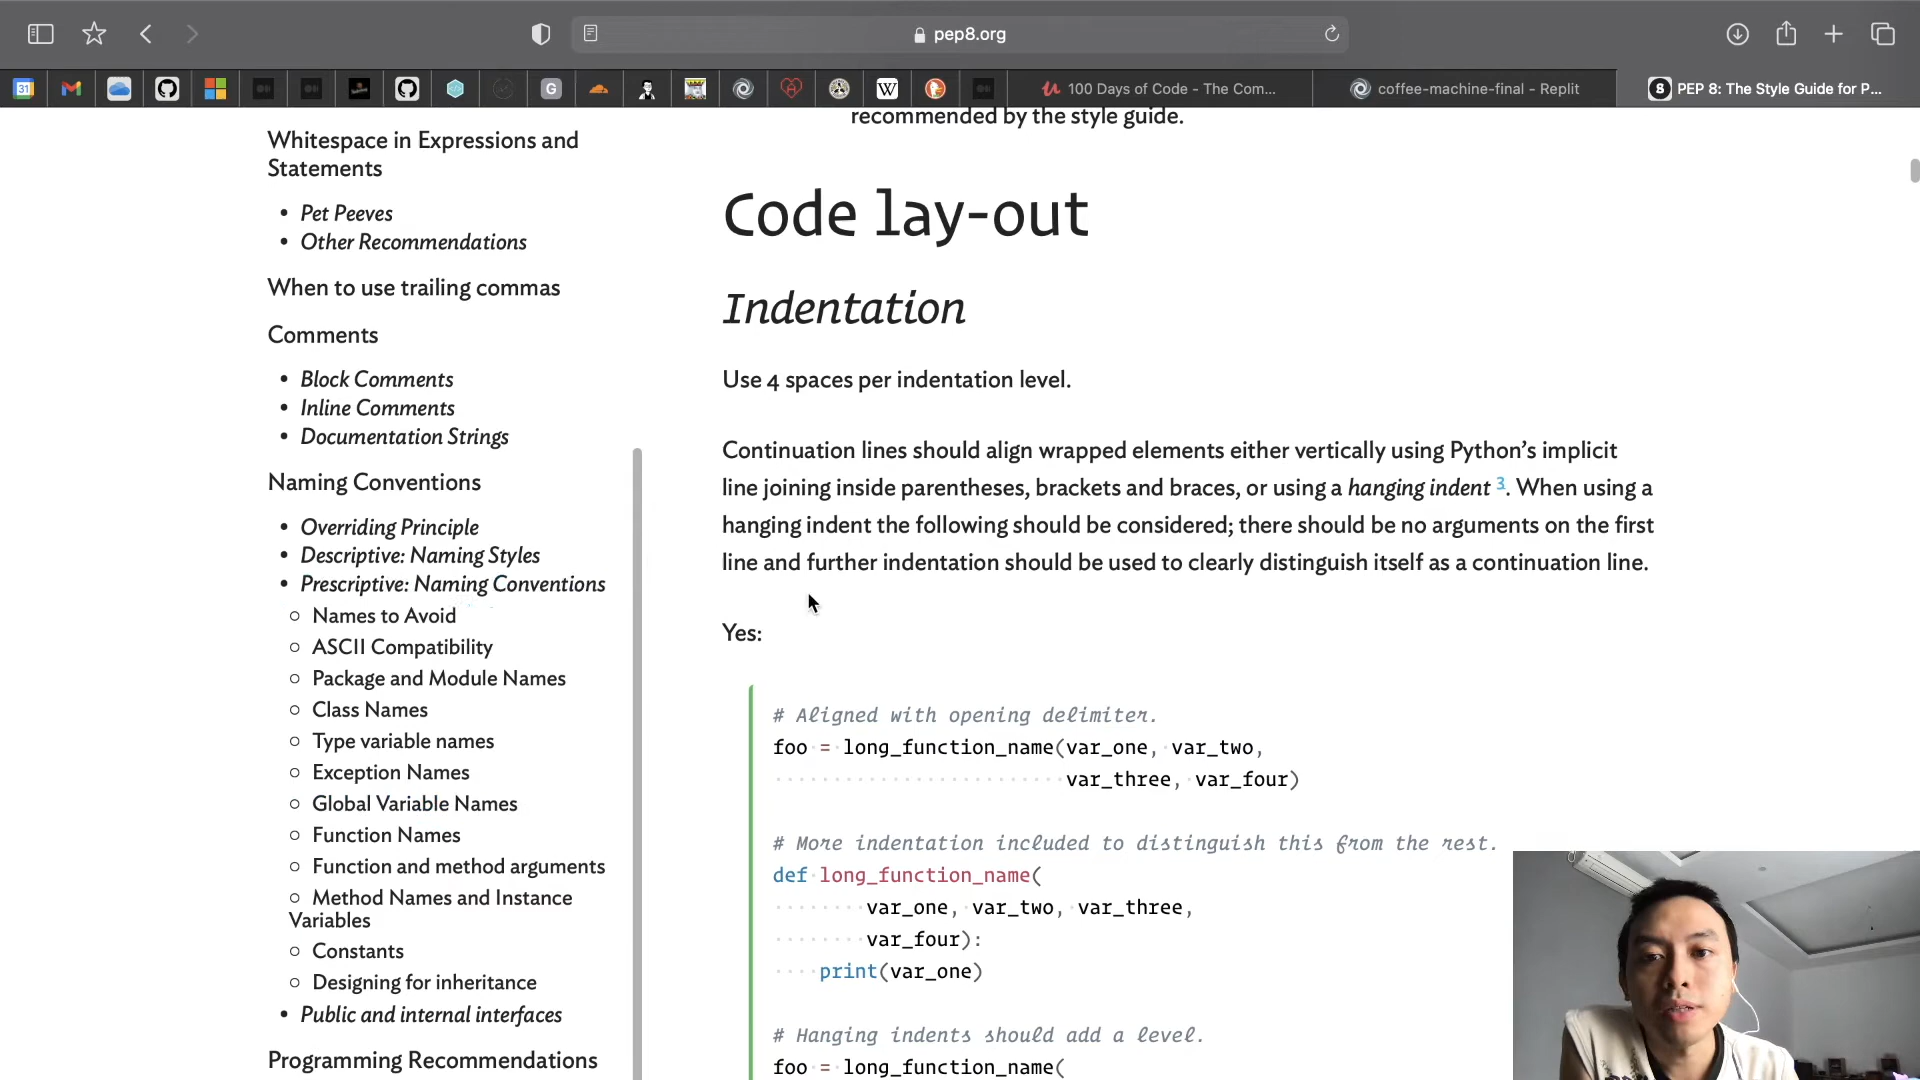 pep8.org
31
G
W
100 Days of Code - The Com...
coffee-machine-final - Replit
8
PEP 8: The Style Guide for P...
Whitespace in Expressions and
Statements
• Pet Peeves
• Other Recommendations
When to use trailing commas
Comments
• Block Comments
• Inline Comments
• Documentation Strings
Naming Conventions
• Overriding Principle
• Descriptive: Naming Styles
• Prescriptive: Naming Conventions
○ Names to Avoid
○ ASCII Compatibility
○ Package and Module Names
○ Class Names
○ Type variable names
○ Exception Names
○ Global Variable Names
○ Function Names
○ Function and method arguments
○ Method Names and Instance
Variables
○ Constants
○ Designing for inheritance
• Public and internal interfaces
Programming Recommendations
recommended by the style guide.
Code lay-out
Indentation
Use 4 spaces per indentation level.
Continuation lines should align wrapped elements either vertically using Python's implicit
line joining inside parentheses, brackets and braces, or using a hanging indent 3. When using a
hanging indent the following should be considered; there should be no arguments on the first
line and further indentation should be used to clearly distinguish itself as a continuation line.
Yes:
# Aligned with opening delimiter.
foo = long_function_name(var_one, var_two,
var_three, var_four)
# More indentation included to distinguish this from the rest.
def long_function_name(
var_one, var_two, var_three,
var_four):
print(var_one)
# Hanging indents should add a level.
foo = long_function_name(